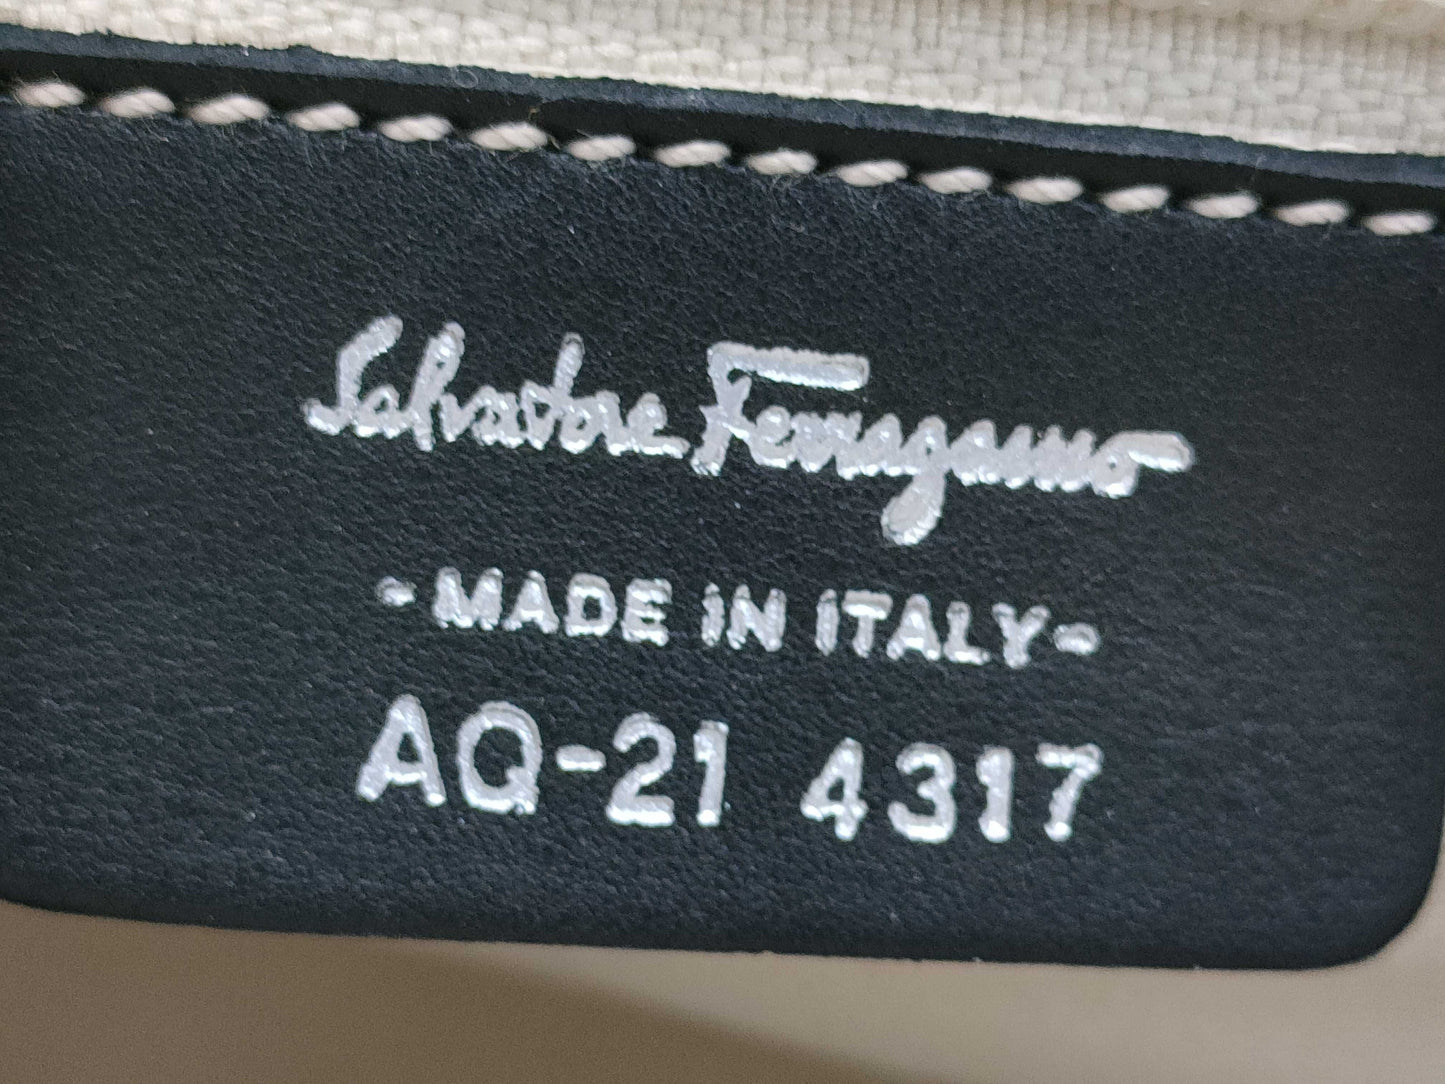 Salvatore Ferragamo
-MADE IN ITALY-
AQ-21 4317